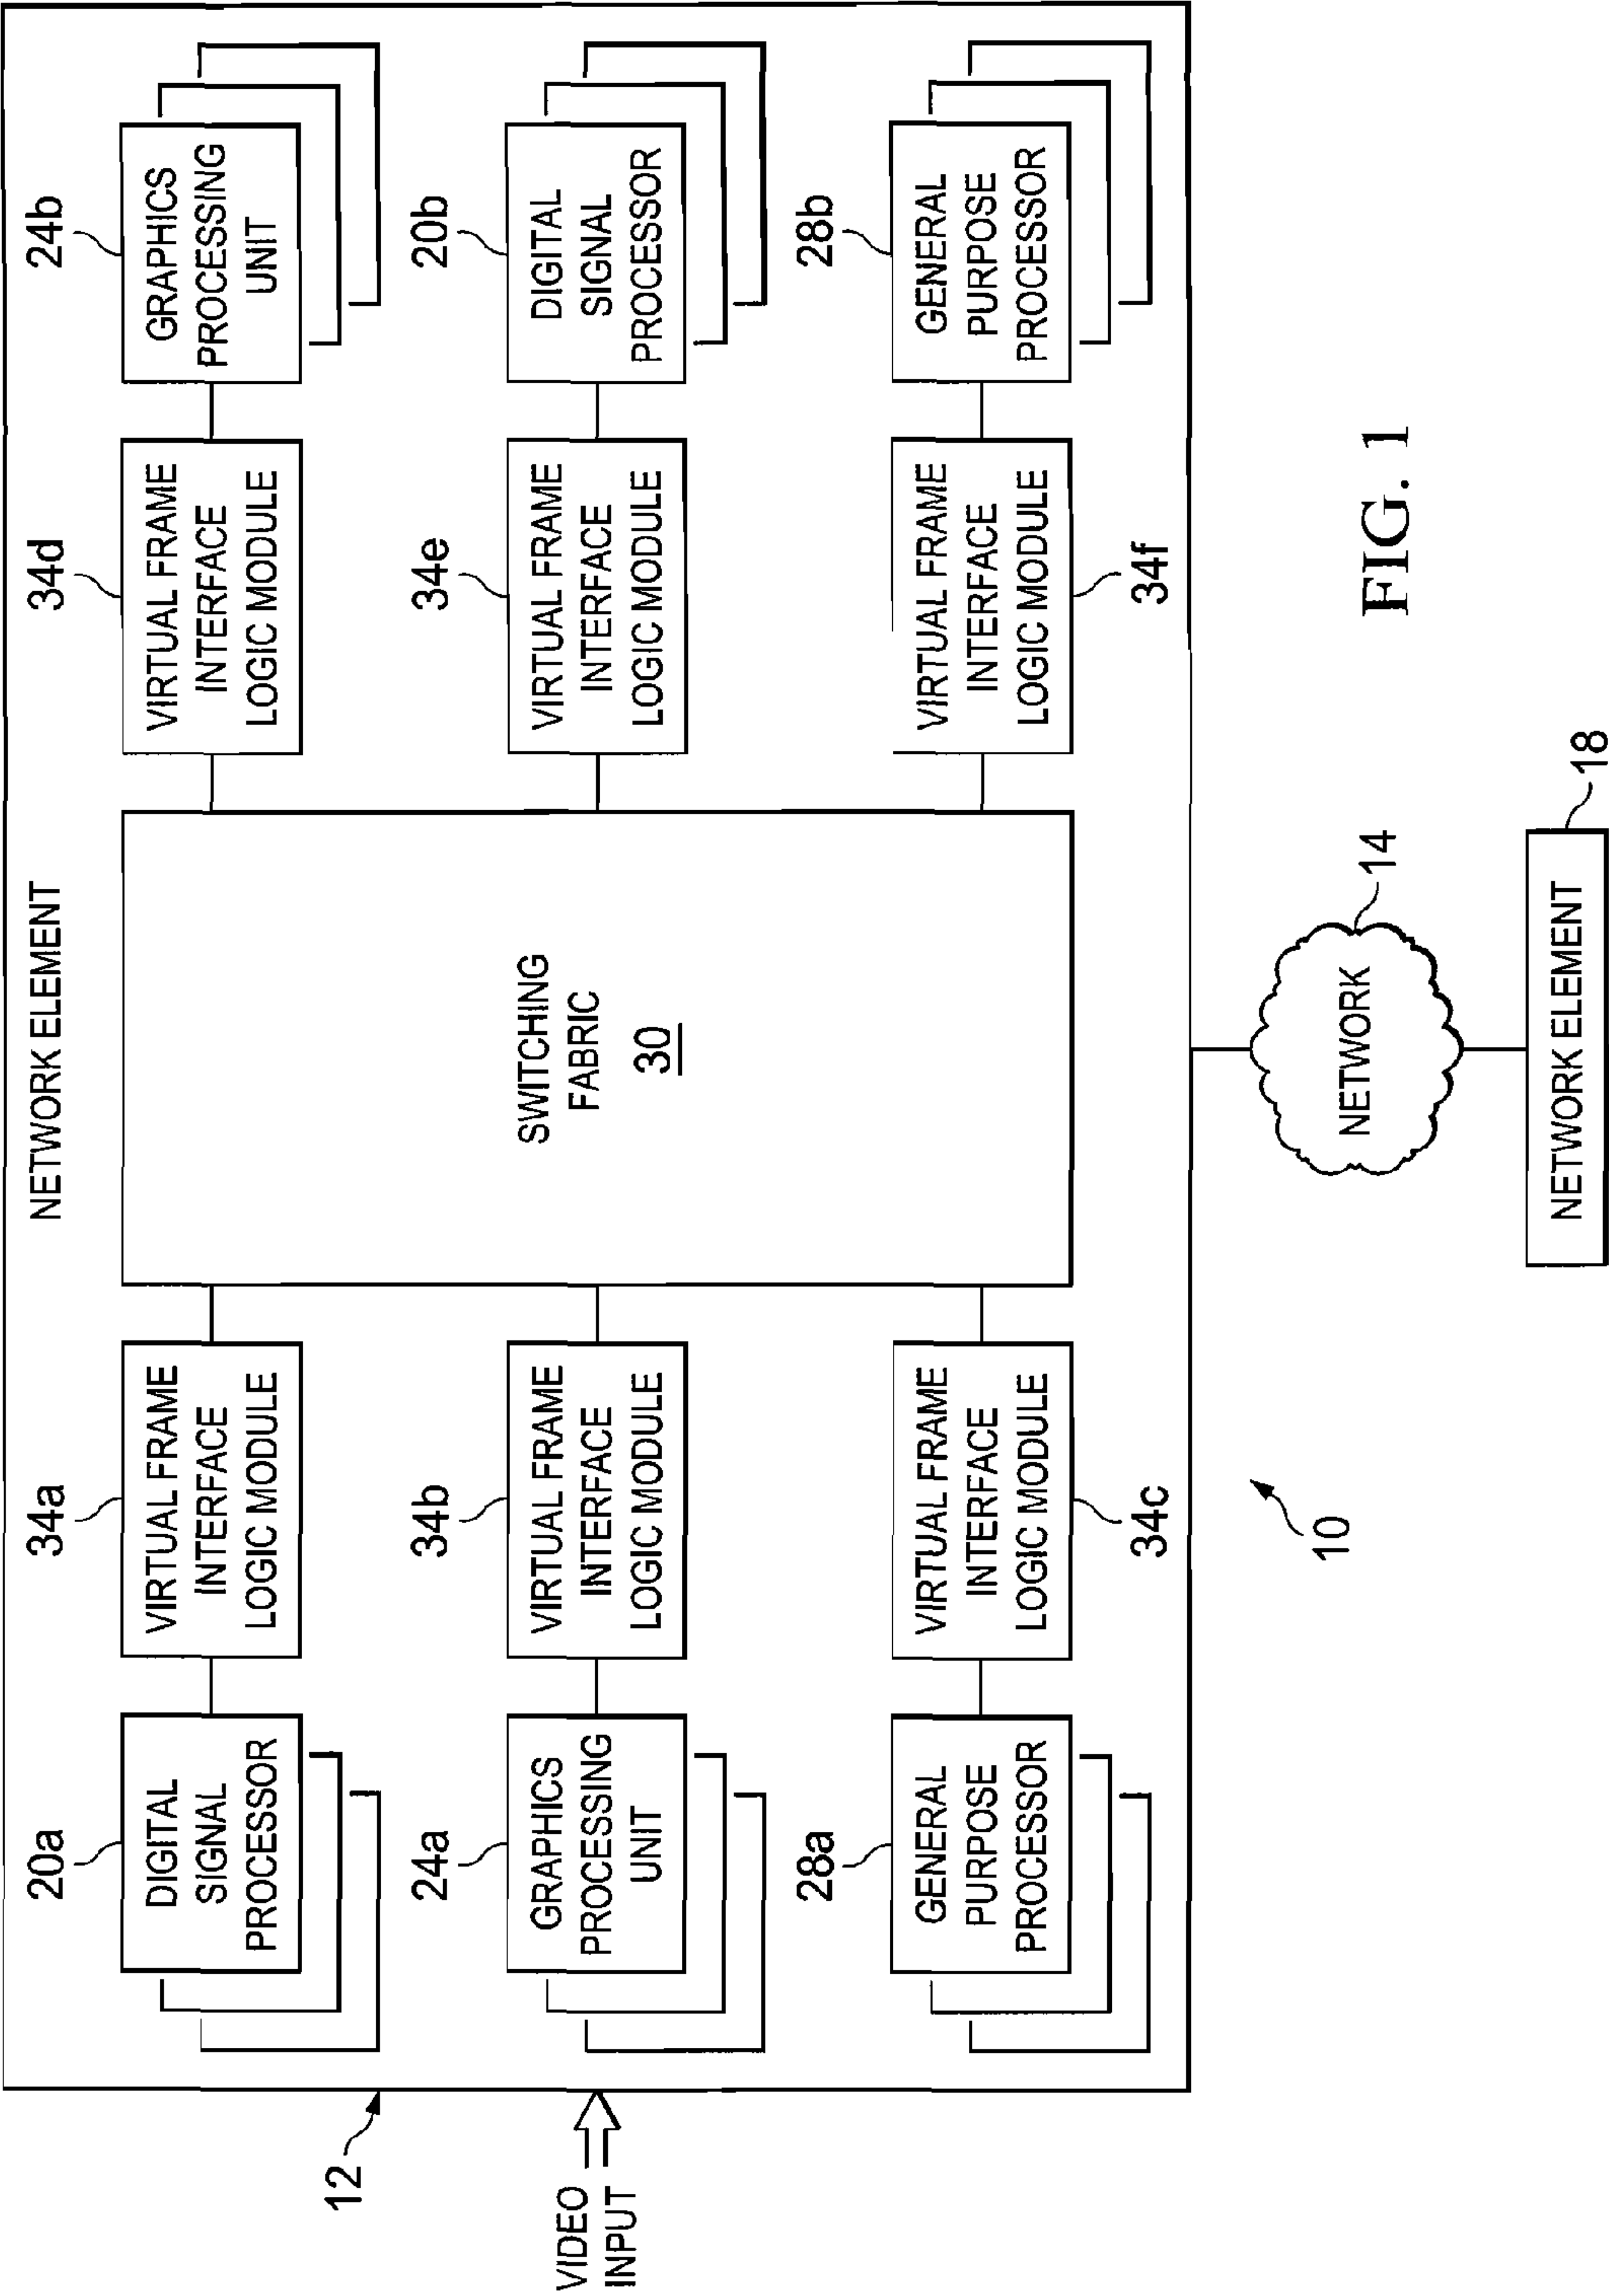 NETWORK ELEMENT
20a
34a
34d
24b
DIGITAL
SIGNAL
PROCESSOR
VIRTUAL FRAME
INTERFACE
LOGIC MODULE
VIRTUAL FRAME
INTERFACE
LOGIC MODULE
GRAPHICS
PROCESSING
UNIT
12
24a
34b
34e
20b
VIDEO
INPUT
GRAPHICS
PROCESSING
UNIT
VIRTUAL FRAME
INTERFACE
LOGIC MODULE
SWITCHING
FABRIC
30
VIRTUAL FRAME
INTERFACE
LOGIC MODULE
DIGITAL
SIGNAL
PROCESSOR
28a
28b
GENERAL
PURPOSE
PROCESSOR
VIRTUAL FRAME
INTERFACE
LOGIC MODULE
VIRTUAL FRAME
INTERFACE
LOGIC MODULE
GENERAL
PURPOSE
PROCESSOR
34c
34f
10
NETWORK
14
FIG. 1
NETWORK ELEMENT
18